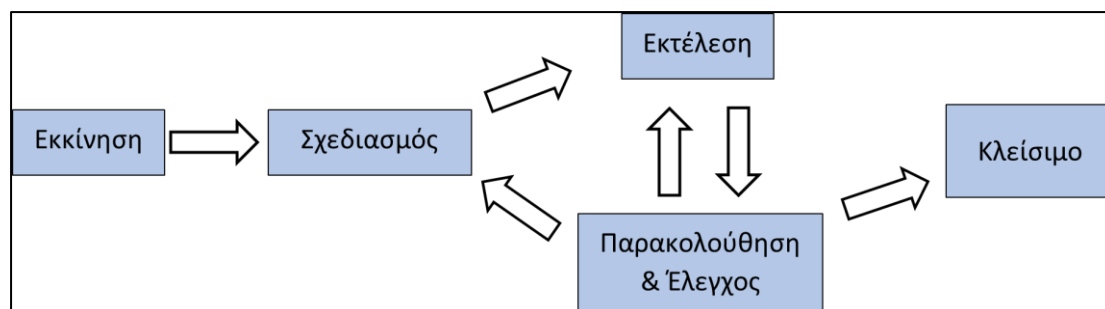 Εκτέλεση
Εκκίνηση
Σχεδιασμός
Κλείσιμο
Παρακολούθηση
& Έλεγχος